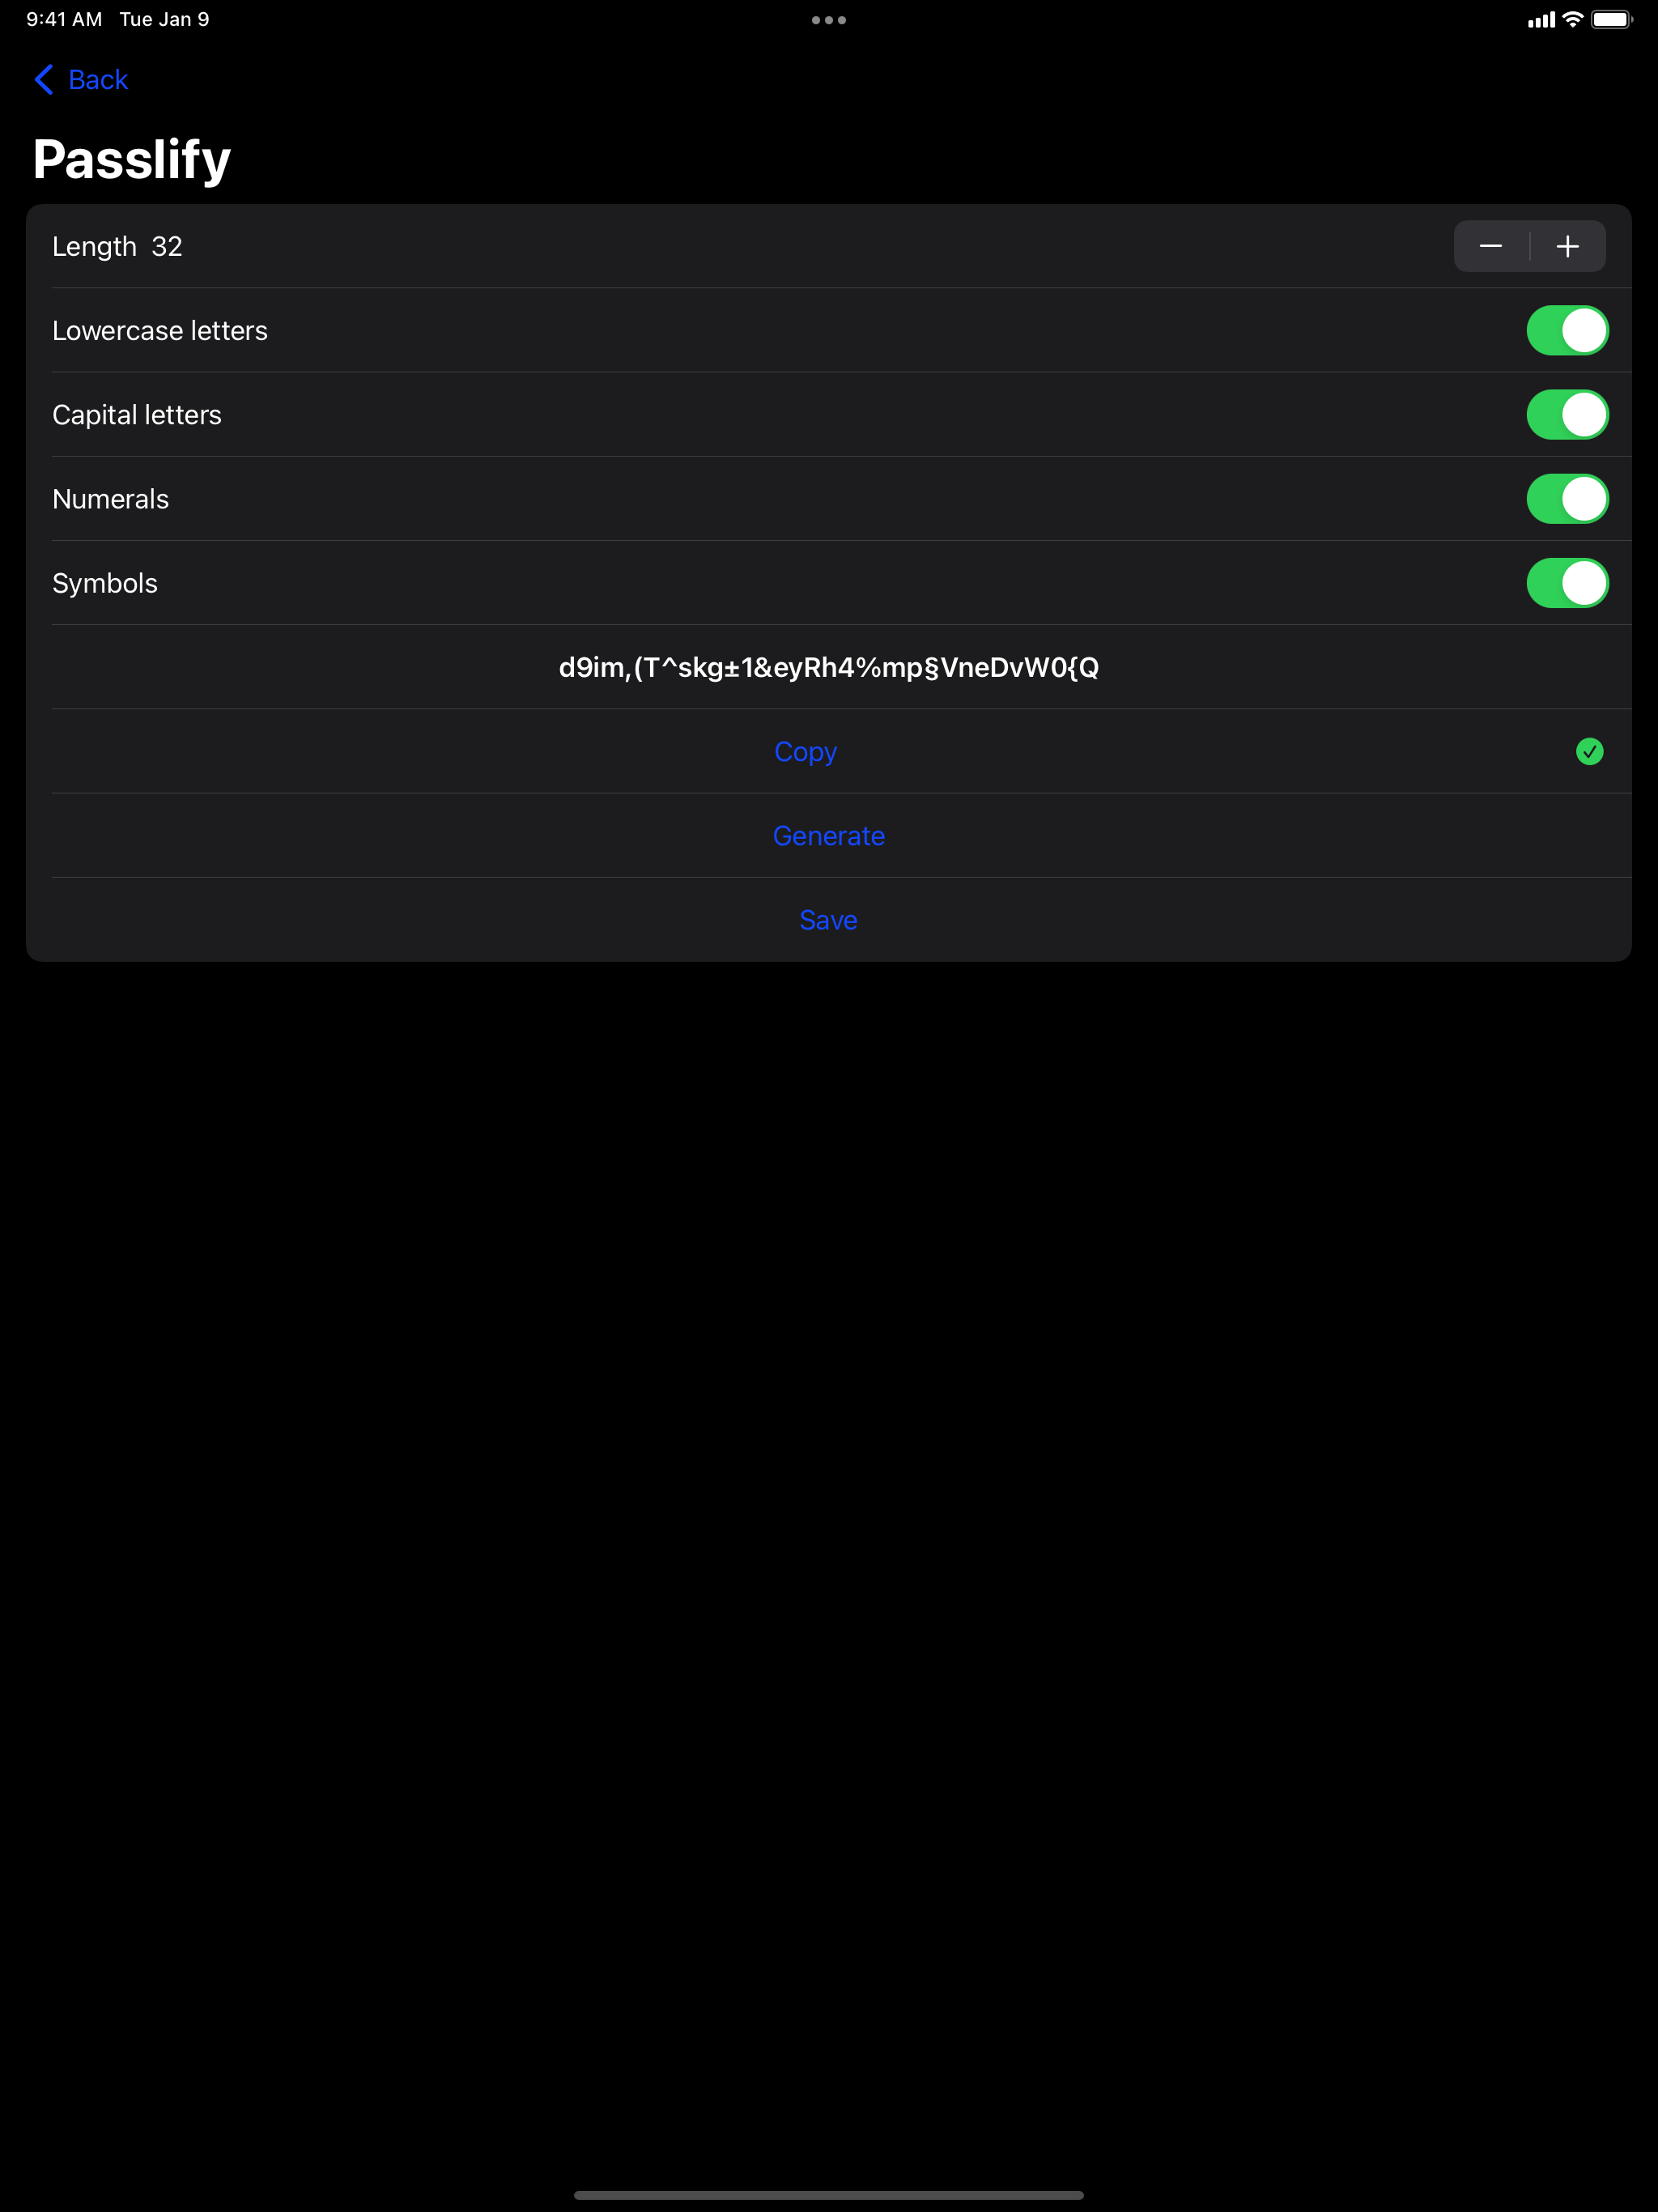 9:41 AM Tue Jan 9
Back
Passlify
Length 32
Lowercase letters
Capital letters
Numerals
Symbols
d9im,(T^skg±1&eyRh4%mp§VneDvW0{Q
Copy
Generate
Save